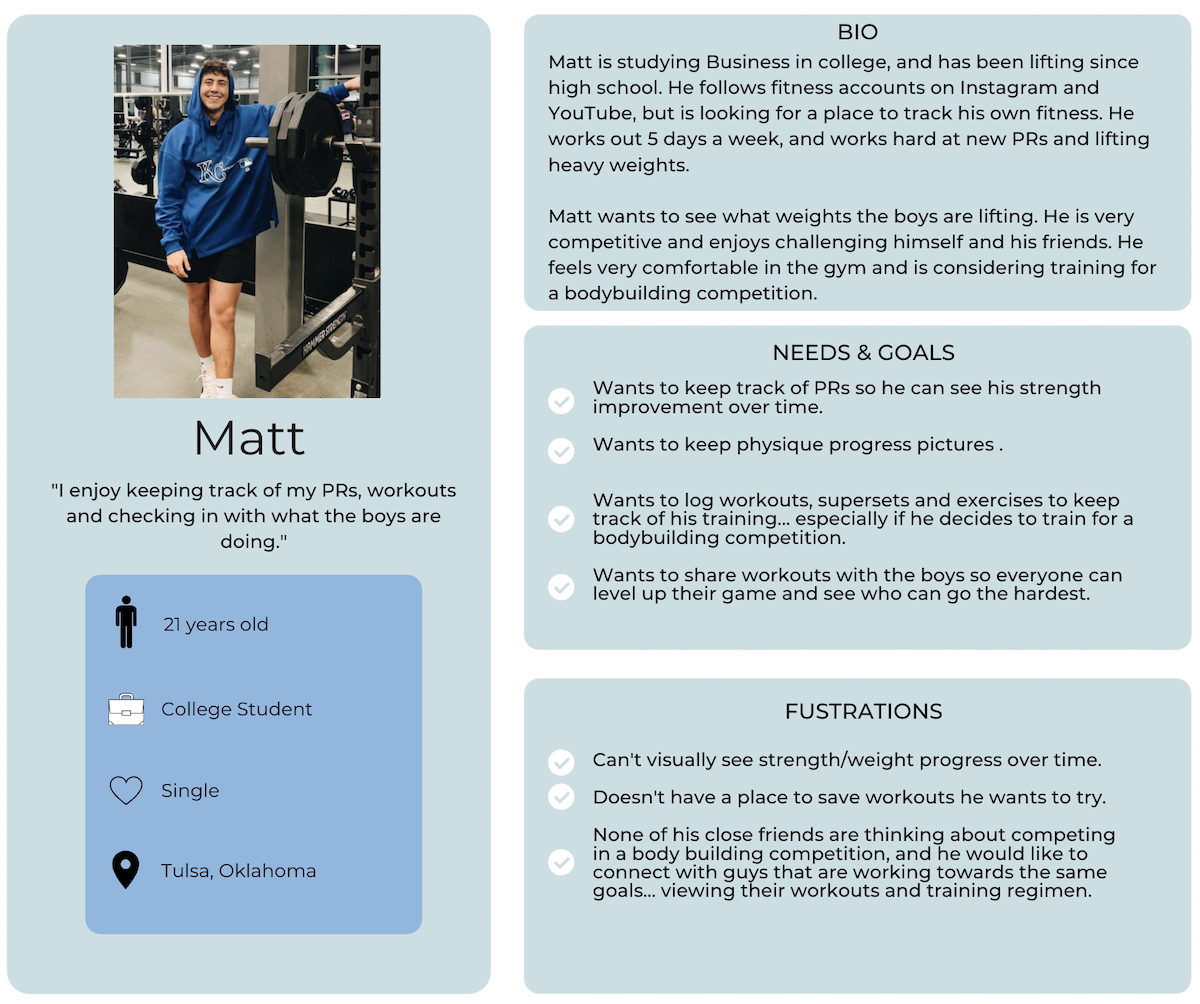 Matt
"I enjoy keeping track of my PRs, workouts
and checking in with what the boys are
doing."
21 years old
College Student
Single
Tulsa, Oklahoma
KC
HAMMER STRENGTH
BIO
Matt is studying Business in college, and has been lifting since
high school. He follows fitness accounts on Instagram and
YouTube, but is looking for a place to track his own fitness. He
works out 5 days a week, and works hard at new PRs and lifting
heavy weights.
Matt wants to see what weights the boys are lifting. He is very
competitive and enjoys challenging himself and his friends. He
feels very comfortable in the gym and is considering training for
a bodybuilding competition.
NEEDS & GOALS
Wants to keep track of PRs so he can see his strength
improvement over time.
Wants to keep physique progress pictures .
Wants to log workouts, supersets and exercises to keep
track of his training... especially if he decides to train for a
bodybuilding competition.
Wants to share workouts with the boys so everyone can
level up their game and see who can go the hardest.
FUSTRATIONS
Can't visually see strength/weight progress over time.
Doesn't have a place to save workouts he wants to try.
None of his close friends are thinking about competing
in a body building competition, and he would like to
connect with guys that are working towards the same
goals... viewing their workouts and training regimen.